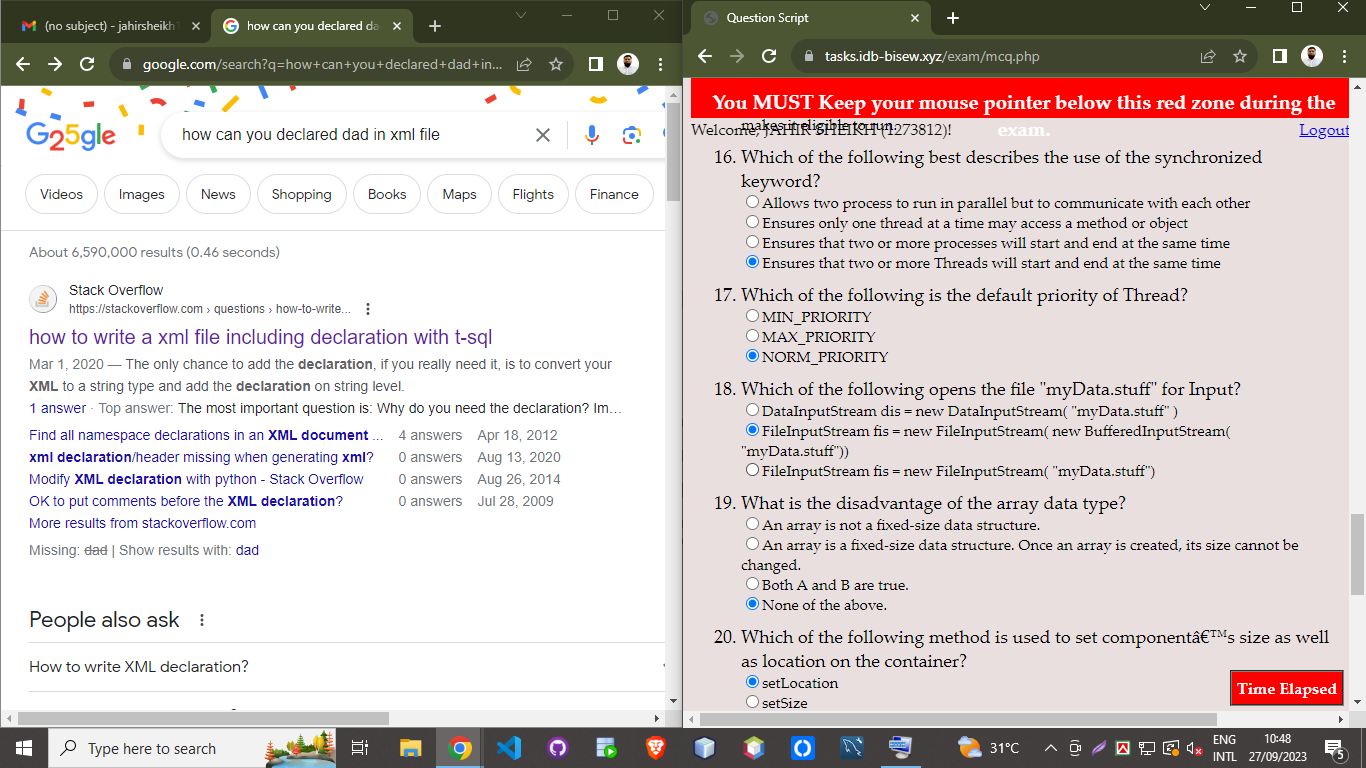 (no subject) - jahirsheikh
how can you declared da
google.com/search?q=how+can+you+declared+dad+in...
G25gle
how can you declared dad in xml file
Videos
Images
News
Shopping
Books
Maps
Flights
Finance
About 6,590,000 results (0.46 seconds)
Stack Overflow
https://stackoverflow.com › questions › how-to-write...
how to write a xml file including declaration with t-sql
Mar 1, 2020 — The only chance to add the declaration, if you really need it, is to convert your
XML to a string type and add the declaration on string level.
1 answer · Top answer: The most important question is: Why do you need the declaration? Im...
Find all namespace declarations in an XML document ... 4 answers Apr 18, 2012
xml declaration/header missing when generating xml? 0 answers Aug 13, 2020
Modify XML declaration with python - Stack Overflow 0 answers Aug 26, 2014
OK to put comments before the XML declaration? 0 answers Jul 28, 2009
More results from stackoverflow.com
Missing: dad | Show results with: dad
People also ask
How to write XML declaration?
Question Script
tasks.idb-bisew.xyz/exam/mcq.php
You MUST Keep your mouse pointer below this red zone during the
exam.
makes it eligible to run
Welcome, JAHIR SHEIKH (1273812)!
Logout
16. Which of the following best describes the use of the synchronized
keyword?
Allows two process to run in parallel but to communicate with each other
Ensures only one thread at a time may access a method or object
Ensures that two or more processes will start and end at the same time
Ensures that two or more Threads will start and end at the same time
17. Which of the following is the default priority of Thread?
MIN_PRIORITY
MAX_PRIORITY
NORM_PRIORITY
18. Which of the following opens the file "myData.stuff" for Input?
DataInputStream dis = new DataInputStream( "myData.stuff" )
FileInputStream fis = new FileInputStream( new BufferedInputStream(
"myData.stuff"))
FileInputStream fis = new FileInputStream( "myData.stuff")
19. What is the disadvantage of the array data type?
An array is not a fixed-size data structure.
An array is a fixed-size data structure. Once an array is created, its size cannot be
changed.
Both A and B are true.
None of the above.
20. Which of the following method is used to set componentâ€™s size as well
as location on the container?
setLocation
setSize
Time Elapsed
Type here to search
31°C
ENG
INTL
10:48
27/09/2023
5